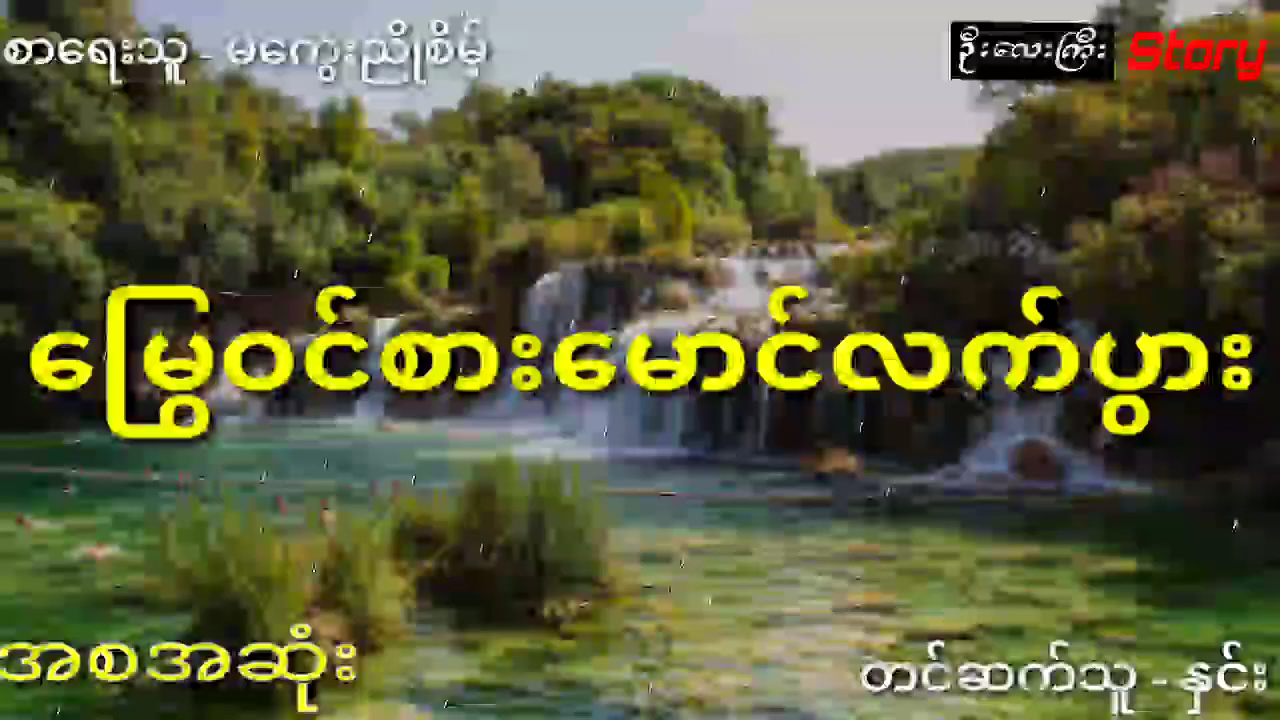 စာရေးသူ - မကွေးညိုစိမ့်
ဦးလေးကြီး Story
မြွေဝင်စားမောင်လက်ပွား
အစအဆုံး
တင်ဆက်သူ - နှင်း